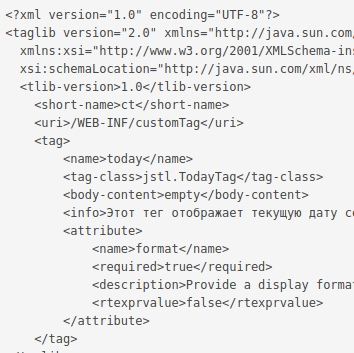 <?xml version="1.0" encoding="UTF-8"?>
<taglib version="2.0" xmlns="http://java.sun.com/
xmlns:xsi="http://www.w3.org/2001/XMLSchema-ins
xsi:schemaLocation="http://java.sun.com/xml/ns/
<tlib-version>1.0</tlib-version>
<short-name>ct</short-name>
<uri>/WEB-INF/customTag</uri>
<tag>
<name>today</name>
<tag-class>jstl.TodayTag</tag-class>
<body-content>empty</body-content>
<info>Этот тег отображает текущую дату со
<attribute>
<name>format</name>
<required>true</required>
<description>Provide a display format
<rtexprvalue>false</rtexprvalue>
</attribute>
</tag>